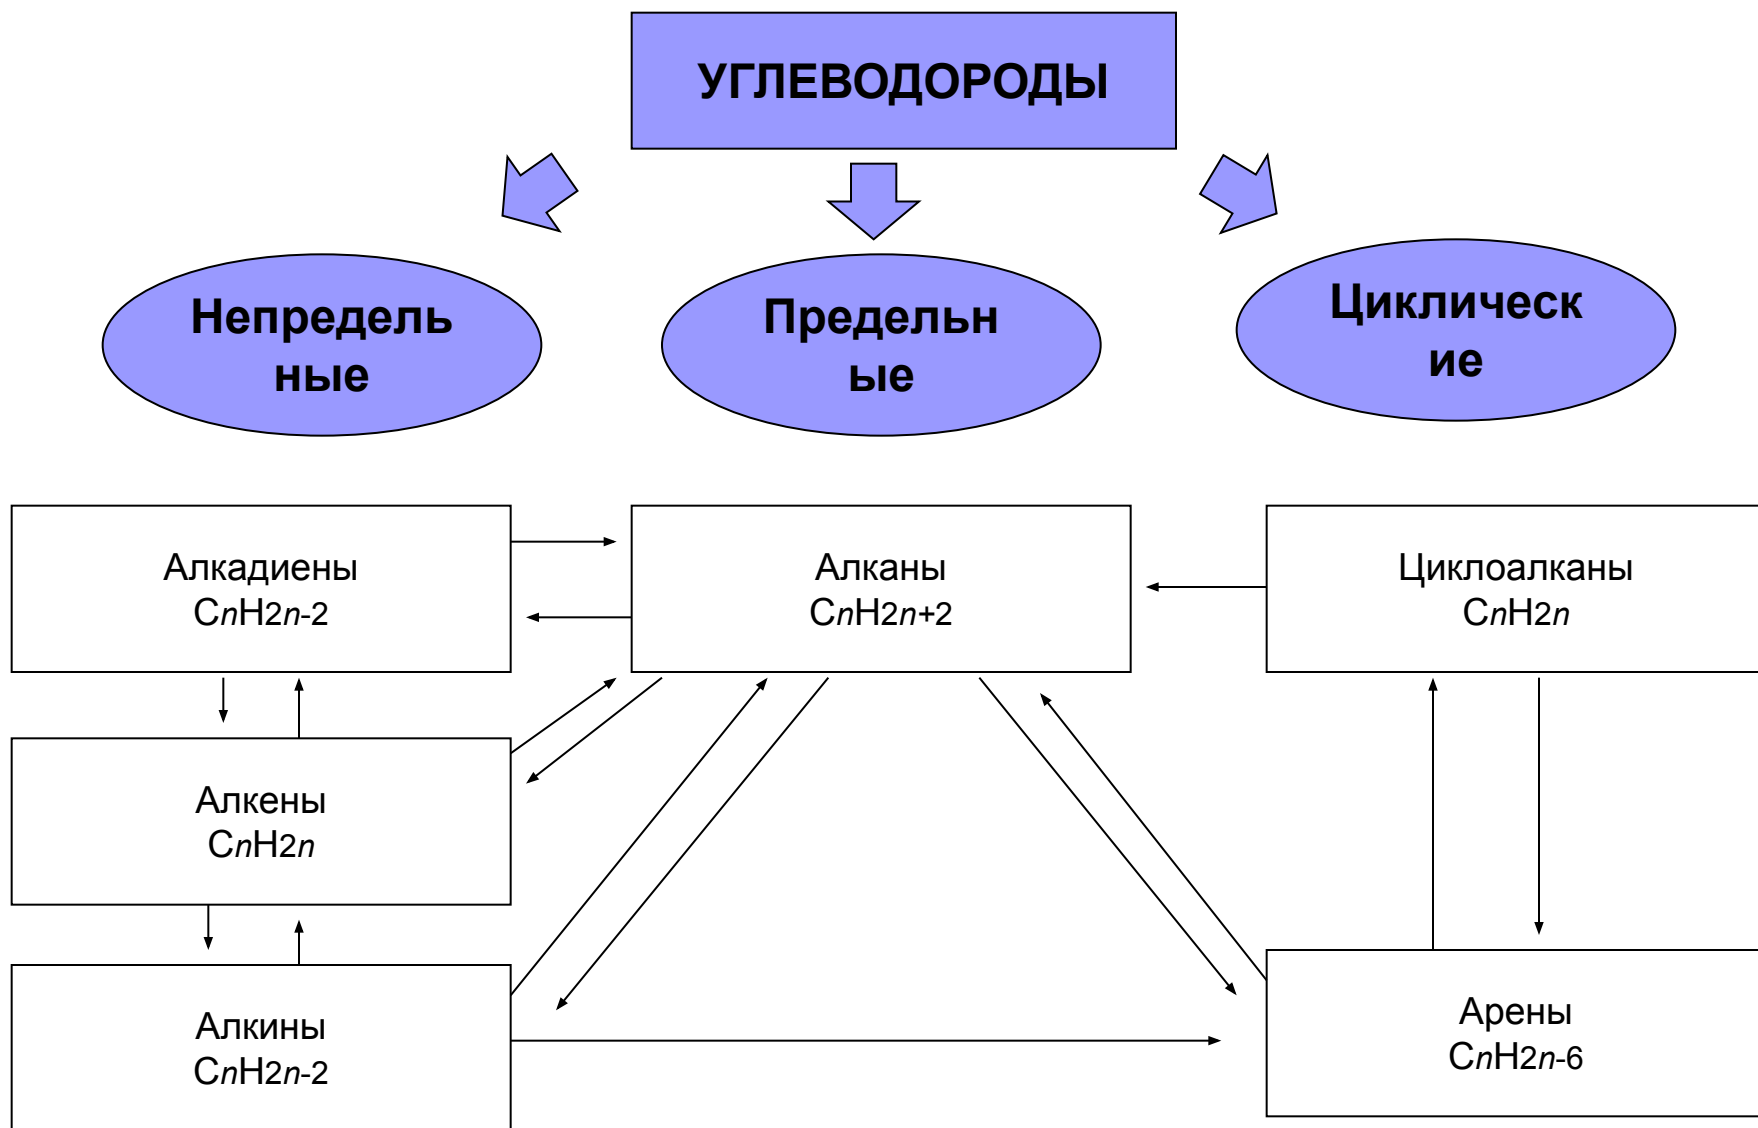 УГЛЕВОДОРОДЫ
Непредель
ные
Предельн
ые
Циклическ
ие
Алкадиены
CnH2n-2
Алканы
CnH2n+2
Циклоалканы
CnH2n
Алкены
CnH2n
Алкины
CnH2n-2
Арены
CnH2n-6